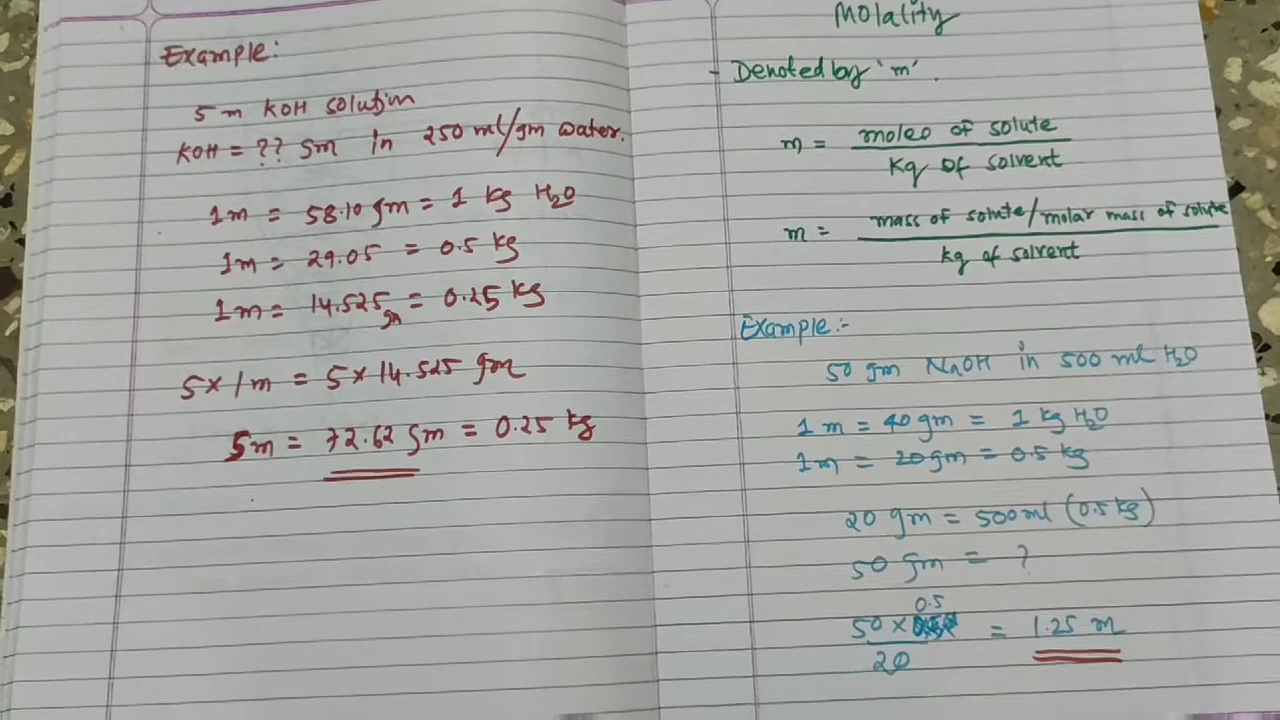 Example:
5 m KOH solution
KOH = ?? gm in 250 ml/gm water.
1m = 58.10 gm = 1 kg H2O
1m = 29.05 = 0.5 kg
1m = 14.525 gm = 0.25 kg
5 x 1m = 5 x 14.525 gm
5m = 72.62 gm = 0.25 kg
Molality
- Denoted by 'm'.
m = moles of solute
Kg of solvent
m = mass of solute/molar mass of solute
kg of solvent
Example:-
50 gm NaOH in 500 ml H2O
1 m = 40 gm = 1 kg H2O
1m = 20gm = 0.5 kg
20 gm = 500 ml (0.5 kg)
50 gm = ?
0.5
50 x = 1.25 m
20